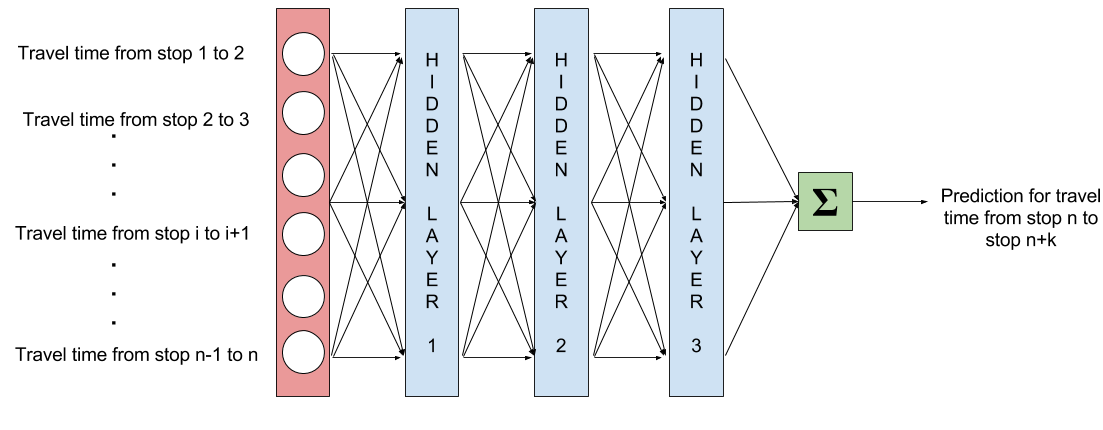 Travel time from stop 1 to 2
Travel time from stop 2 to 3
Travel time from stop i to i+1
Travel time from stop n-1 to n
HIDDEN LAYER 1
HIDDEN LAYER 2
HIDDEN LAYER 3
Σ
Prediction for travel
time from stop n to
stop n+k